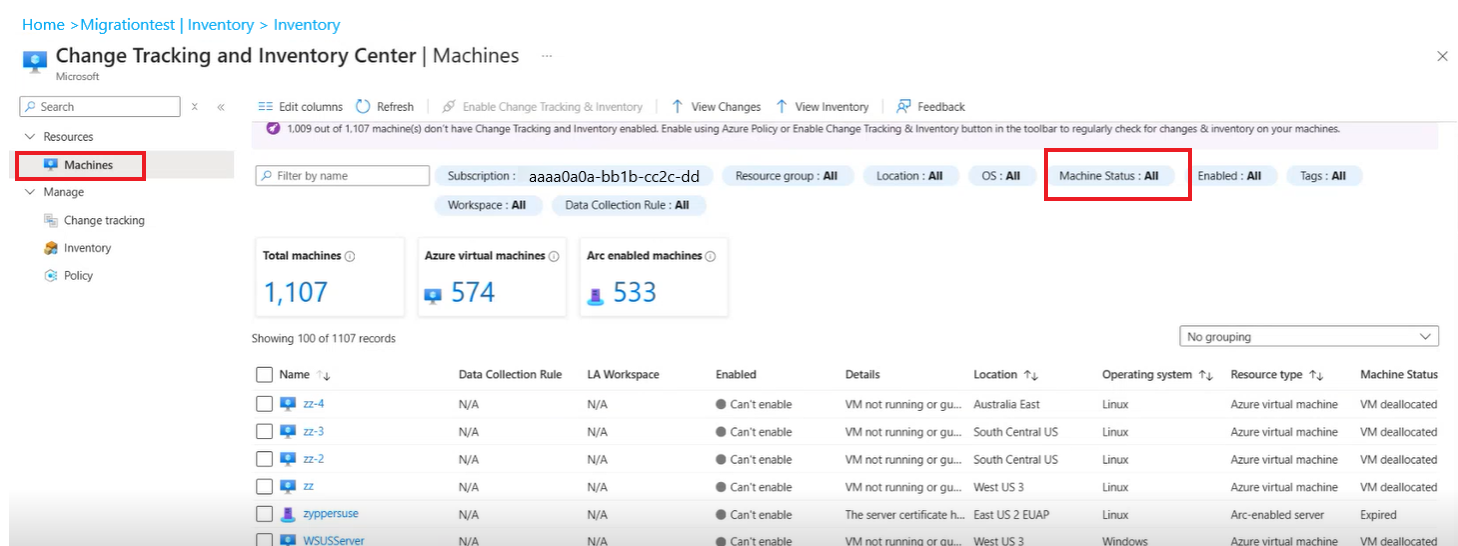 Home >Migrationtest | Inventory > Inventory
Change Tracking and Inventory Center | Machines ...
Microsoft
Search
Edit columns Refresh Enable Change Tracking & Inventory View Changes View Inventory Feedback
Resources
1,009 out of 1,107 machine(s) don't have Change Tracking and Inventory enabled. Enable using Azure Policy or Enable Change Tracking & Inventory button in the toolbar to regularly check for changes & inventory on your machines.
Machines
Manage
Change tracking
Inventory
Policy
Filter by name Subscription : aaaa0a0a-bb1b-cc2c-dd Resource group : All Location : All OS : All Machine Status : All Enabled : All Tags : All
Workspace : All Data Collection Rule : All
Total machines Azure virtual machines Arc enabled machines
1,107 574 533
Showing 100 of 1107 records No grouping
Name Data Collection Rule LA Workspace Enabled Details Location Operating system Resource type Machine Status
zz-4 N/A N/A Can't enable VM not running or gu... Australia East Linux Azure virtual machine VM deallocated
zz-3 N/A N/A Can't enable VM not running or gu... South Central US Linux Azure virtual machine VM deallocated
zz-2 N/A N/A Can't enable VM not running or gu... South Central US Linux Azure virtual machine VM deallocated
zz N/A N/A Can't enable VM not running or gu... West US 3 Linux Azure virtual machine VM deallocated
zyppersuse N/A N/A Can't enable The server certificate h... East US 2 EUAP Linux Arc-enabled server Expired
WSUSServer N/A N/A Can't enable VM not running or gu... West US 3 Windows Azure virtual machine VM deallocated